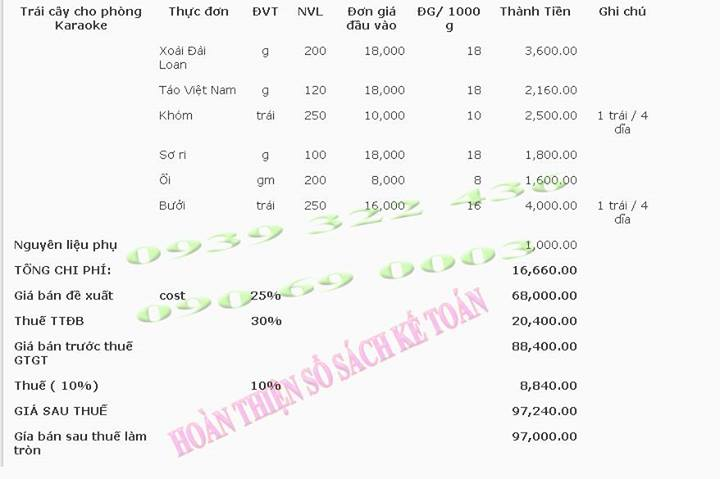 Trái cây cho phòng Karaoke Thực đơn ĐVT NVL Đơn giá đầu vào ĐG/ 1000 g Thành Tiền Ghi chú
Xoài Đài Loan g 200 18,000 18 3,600.00
Táo Việt Nam g 120 18,000 18 2,160.00
Khóm trái 250 10,000 10 2,500.00 1 trái / 4 dĩa
Sơ ri g 100 18,000 18 1,800.00
Ổi gm 200 8,000 8 1,600.00
Bưởi trái 250 16,000 16 4,000.00 1 trái / 4 dĩa
Nguyên liệu phụ 1,000.00
TỔNG CHI PHÍ: 16,660.00
Giá bán đề xuất cost 25% 68,000.00
Thuế TTĐB 30% 20,400.00
Giá bán trước thuế GTGT 88,400.00
Thuế ( 10%) 10% 8,840.00
GIÁ SAU THUẾ 97,240.00
Gía bán sau thuế làm tròn 97,000.00
0939 322 430
090 69 0003
HOÀN THIỆN SỔ SÁCH KẾ TOÁN